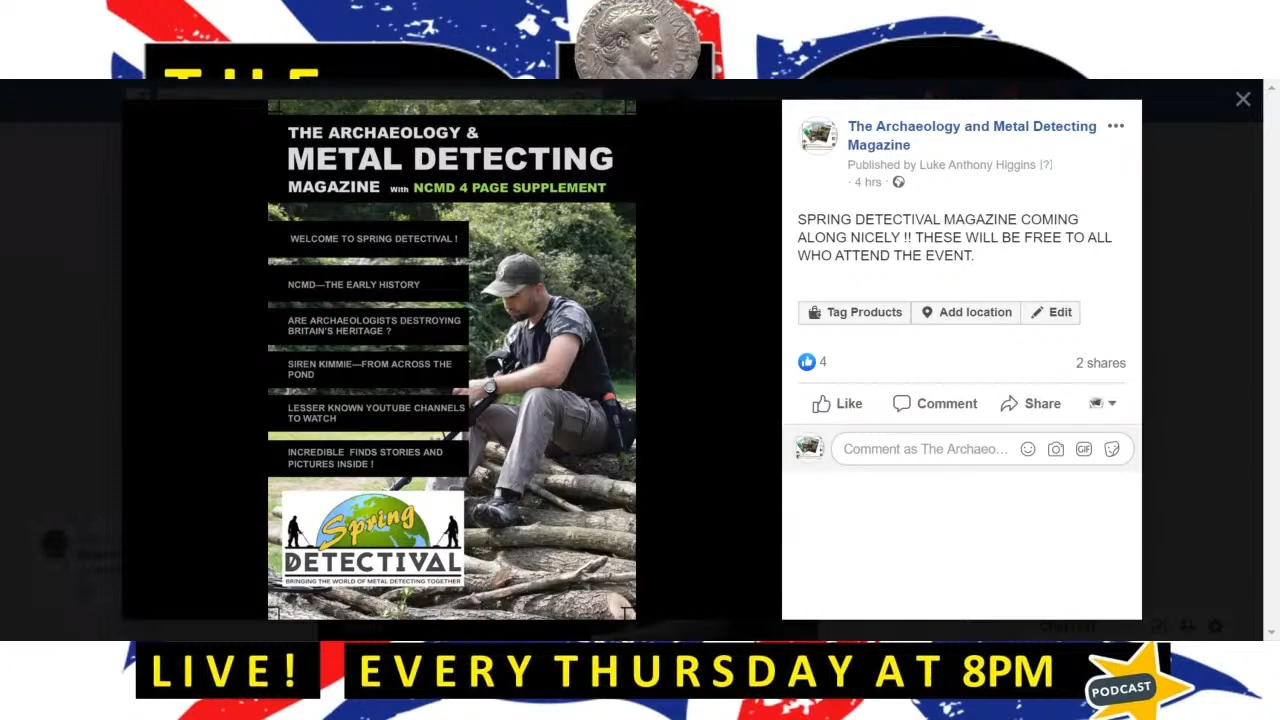 THE
THE ARCHAEOLOGY &
METAL DETECTING
MAGAZINE With NCMD 4 PAGE SUPPLEMENT
WELCOME TO SPRING DETECTIVAL !
NCMD—THE EARLY HISTORY
ARE ARCHAEOLOGISTS DESTROYING
BRITAIN'S HERITAGE ?
SIREN KIMMIE—FROM ACROSS THE
POND
LESSER KNOWN YOUTUBE CHANNELS
TO WATCH
INCREDIBLE FINDS STORIES AND
PICTURES INSIDE !
Spring
DETECTIVAL
BRINGING THE WORLD OF METAL DETECTING TOGETHER
The Archaeology and Metal Detecting
Magazine
Published by Luke Anthony Higgins [?]
· 4 hrs ·
SPRING DETECTIVAL MAGAZINE COMING
ALONG NICELY !! THESE WILL BE FREE TO ALL
WHO ATTEND THE EVENT.
Tag Products Add location Edit
4 2 shares
Like Comment Share
Comment as The Archaeo... GIF
LIVE! EVERY THURSDAY AT 8PM
PODCAST